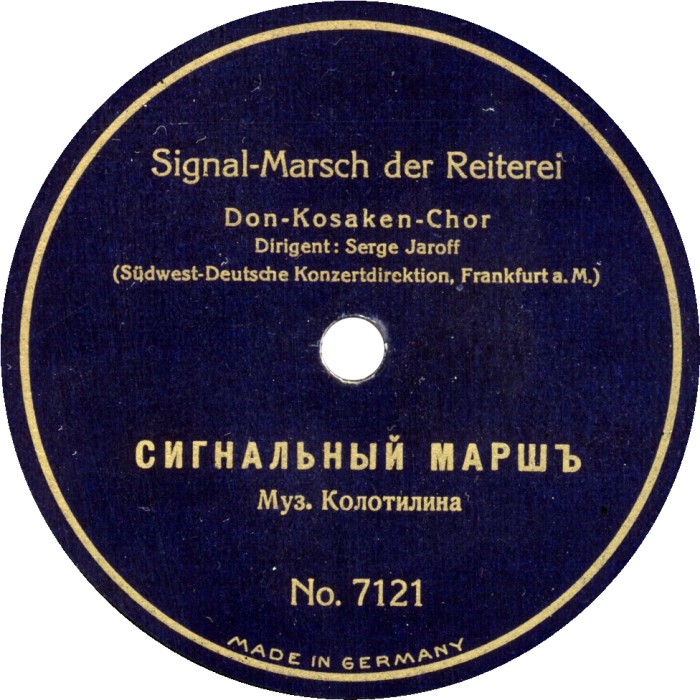 Signal-Marsch der Reiterei
Don-Kosaken-Chor
Dirigent: Serge Jaroff
(Südwest-Deutsche Konzertdirektion, Frankfurt a. M.)
СИГНАЛЬНЫЙ МАРШЪ
Муз. Колотилина
No. 7121
MADE IN GERMANY